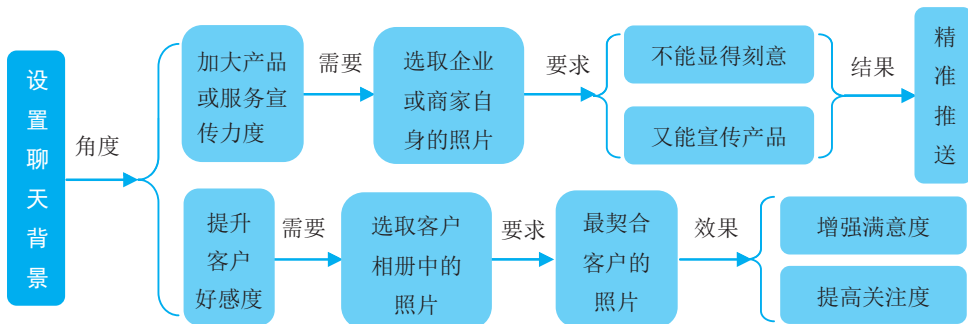 设
置
聊
天
背
景
角度
加大产品
或服务宣
传力度
需要
选取企业
或商家自
身的照片
要求
不能显得刻意
又能宣传产品
结果
精
准
推
送
提升
客户
好感度
需要
选取客户
相册中的
照片
要求
最契合
客户的
照片
效果
增强满意度
提高关注度